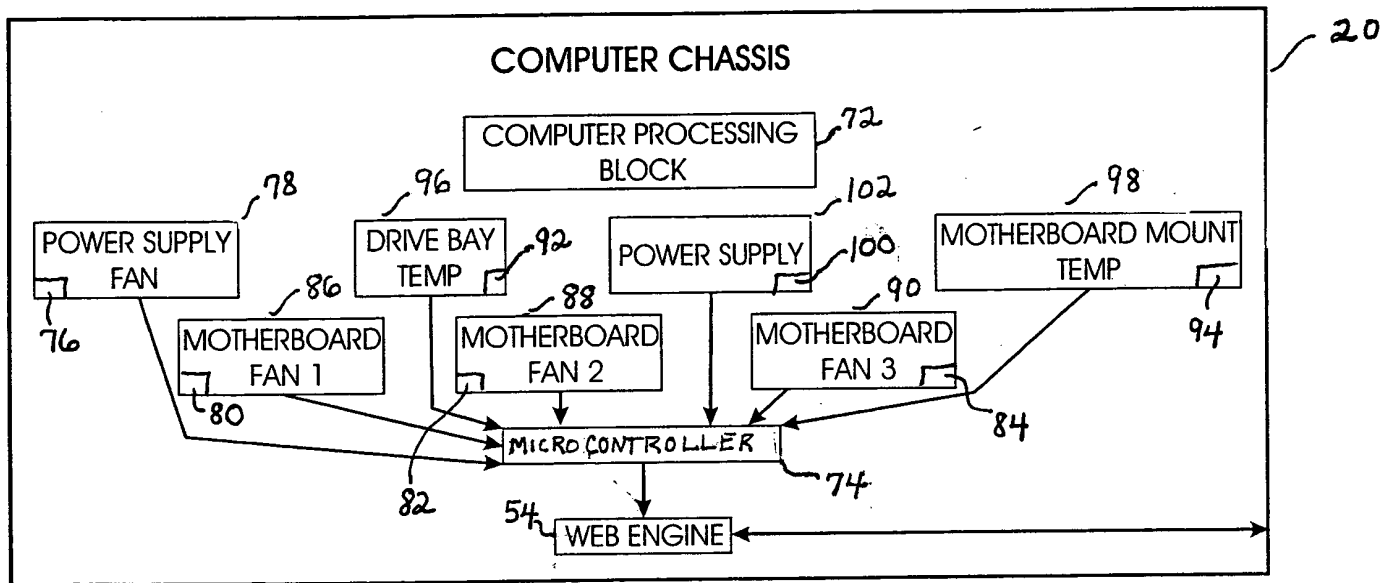 20
COMPUTER CHASSIS
COMPUTER PROCESSING
BLOCK
72
78
POWER SUPPLY
FAN
76
96
DRIVE BAY
TEMP
92
102
POWER SUPPLY
100
98
MOTHERBOARD MOUNT
TEMP
94
86
MOTHERBOARD
FAN 1
80
88
MOTHERBOARD
FAN 2
82
90
MOTHERBOARD
FAN 3
84
MICROCONTROLLER
74
54
WEB ENGINE